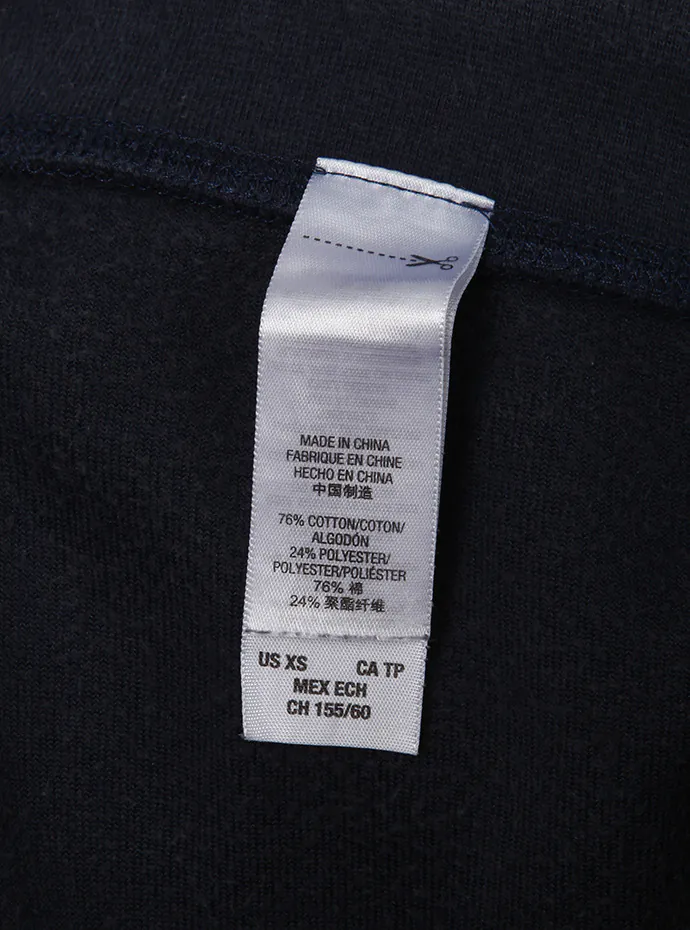 MADE IN CHINA
FABRIQUE EN CHINE
HECHO EN CHINA
中国制造
76% COTTON/COTON/
ALGODÓN
24% POLYESTER/
POLYESTER/POLIÉSTER
76% 棉
24% 聚酯纤维
US XS CA TP
MEX ECH
CH 155/60